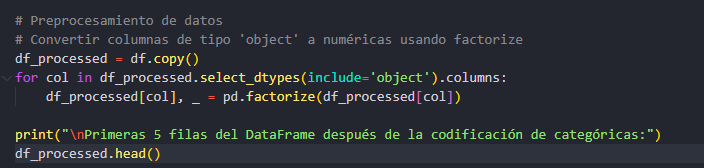 # Preprocesamiento de datos
# Convertir columnas de tipo 'object' a numéricas usando factorize
df_processed = df.copy()
for col in df_processed.select_dtypes(include='object').columns:
    df_processed[col], _ = pd.factorize(df_processed[col])

print("\nPrimeras 5 filas del DataFrame después de la codificación de categóricas:")
df_processed.head()